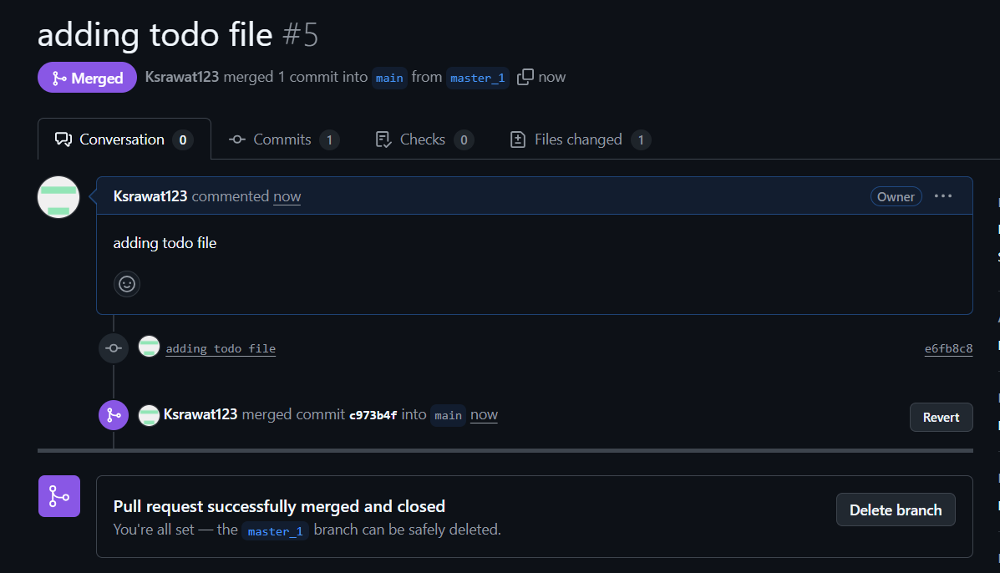 adding todo file #5
Merged Ksrawat123 merged 1 commit into main from master_1 now
Conversation 0 Commits 1 Checks 0 Files changed 1
Ksrawat123 commented now Owner
adding todo file
adding todo file e6fb8c8
Ksrawat123 merged commit c973b4f into main now Revert
Pull request successfully merged and closed
You're all set — the master_1 branch can be safely deleted.
Delete branch